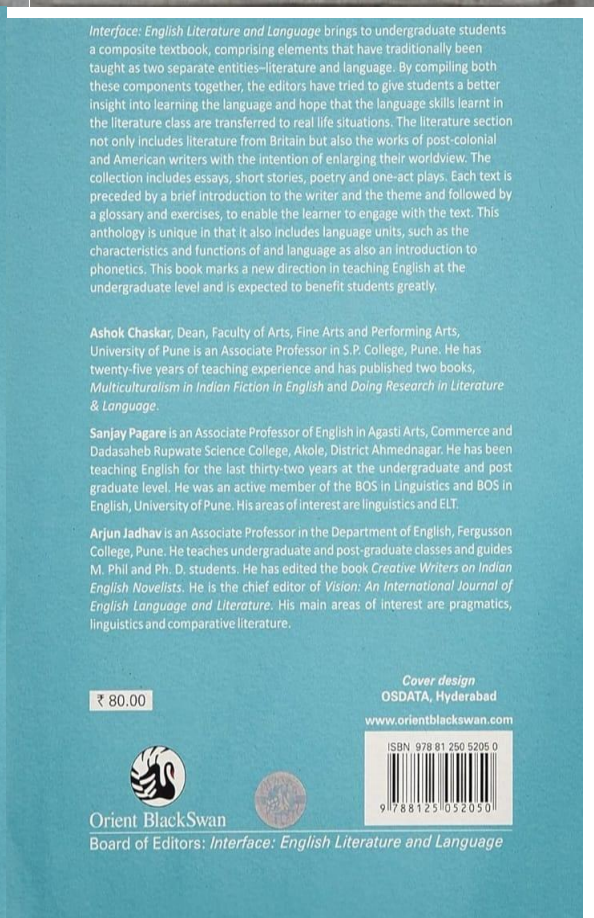 Interface: English Literature and Language brings to undergraduate students
a composite textbook, comprising elements that have traditionally been
taught as two separate entities–literature and language. By compiling both
these components together, the editors have tried to give students a better
insight into learning the language and hope that the language skills learnt in
the literature class are transferred to real life situations. The literature section
not only includes literature from Britain but also the works of post-colonial
and American writers with the intention of enlarging their worldview. The
collection includes essays, short stories, poetry and one-act plays. Each text is
preceded by a brief introduction to the writer and the theme and followed by
a glossary and exercises, to enable the learner to engage with the text. This
anthology is unique in that it also includes language units, such as the
characteristics and functions of and language as also an introduction to
phonetics. This book marks a new direction in teaching English at the
undergraduate level and is expected to benefit students greatly.
Ashok Chaskar, Dean, Faculty of Arts, Fine Arts and Performing Arts,
University of Pune is an Associate Professor in S.P. College, Pune. He has
twenty-five years of teaching experience and has published two books,
Multiculturalism in Indian Fiction in English and Doing Research in Literature
& Language.
Sanjay Pagare is an Associate Professor of English in Agasti Arts, Commerce and
Dadasaheb Rupwate Science College, Akole, District Ahmednagar. He has been
teaching English for the last thirty-two years at the undergraduate and post
graduate level. He was an active member of the BOS in Linguistics and BOS in
English, University of Pune. His areas of interest are linguistics and ELT.
Arjun Jadhav is an Associate Professor in the Department of English, Fergusson
College, Pune. He teaches undergraduate and post-graduate classes and guides
M. Phil and Ph. D. students. He has edited the book Creative Writers on Indian
English Novelists. He is the chief editor of Vision: An International Journal of
English Language and Literature. His main areas of interest are pragmatics,
linguistics and comparative literature.
₹ 80.00
Cover design
OSDATA, Hyderabad
www.orientblackswan.com
ISBN 978 81 250 5205 0
9 788125 052050
Orient BlackSwan
Board of Editors: Interface: English Literature and Language